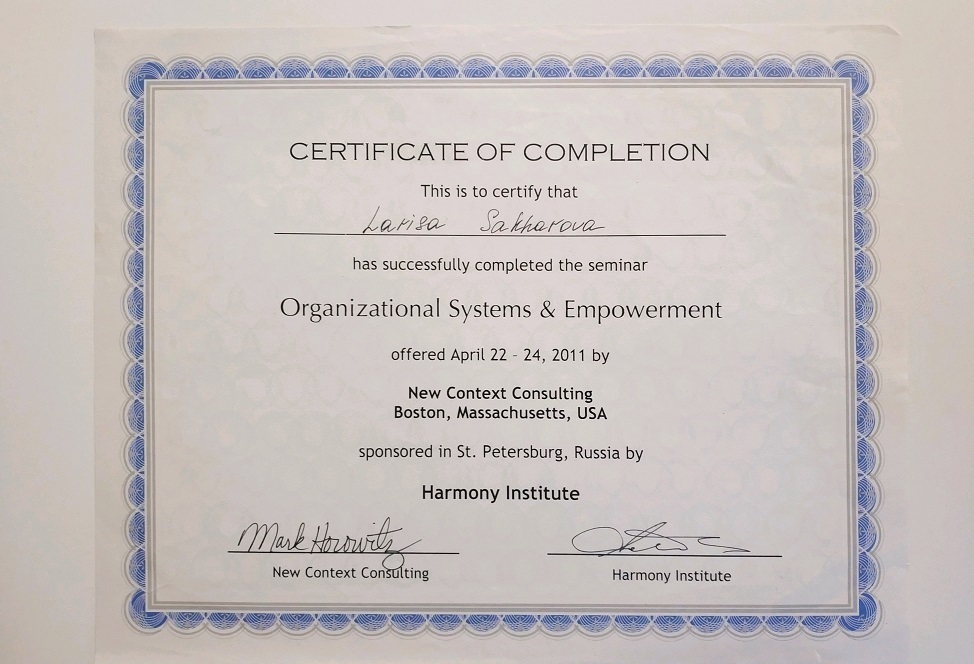 CERTIFICATE OF COMPLETION
This is to certify that
Larisa Sakharova
has successfully completed the seminar
Organizational Systems & Empowerment
offered April 22 - 24, 2011 by
New Context Consulting
Boston, Massachusetts, USA
sponsored in St. Petersburg, Russia by
Harmony Institute
Mark Horowitz
New Context Consulting
Harmony Institute